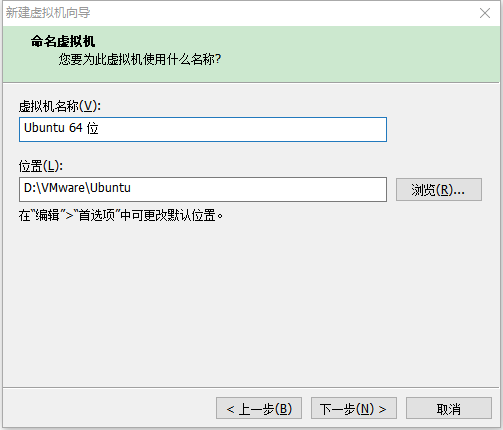 新建虚拟机向导
命名虚拟机
您要为此虚拟机使用什么名称?
虚拟机名称(V):
Ubuntu 64 位
位置(L):
D:\VMware\Ubuntu
浏览(R)...
在“编辑”>“首选项”中可更改默认位置。
< 上一步(B)
下一步(N) >
取消